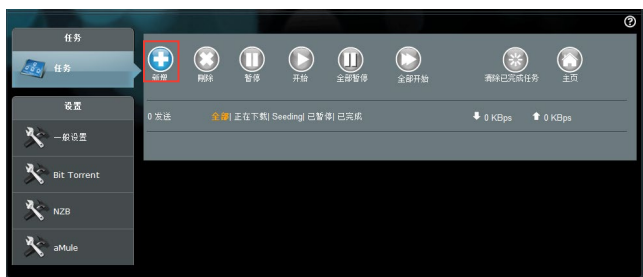 任务
任务
新增
删除
暂停
开始
全部暂停
全部开始
清除已完成任务
主页
设置
0 发送
全部| 正在下载| Seeding| 已暂停| 已完成
0 KBps
0 KBps
一般设置
Bit Torrent
NZB
aMule